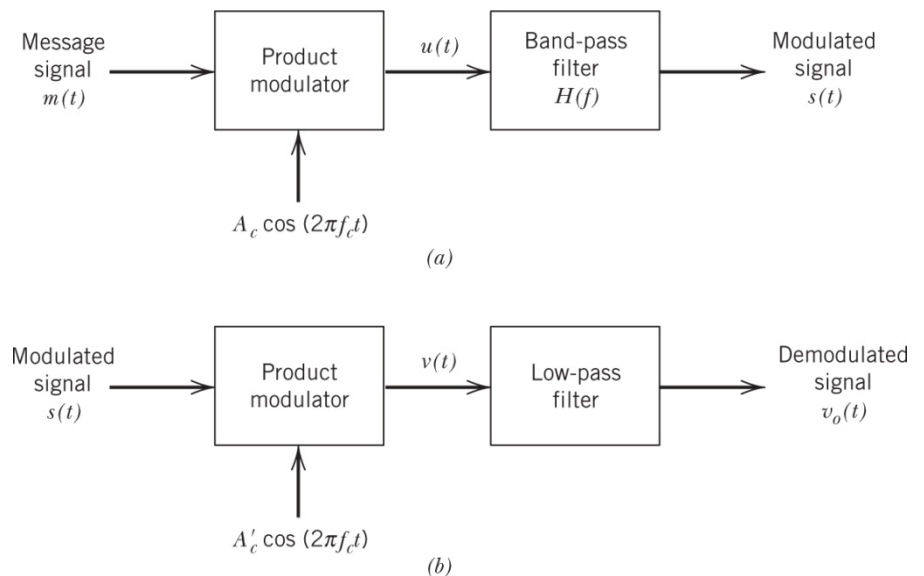 Message
signal
m(t)
Product
modulator
u(t)
Band-pass
filter
H(f)
Modulated
signal
s(t)
A_c cos (2πf_ct)
(a)
Modulated
signal
s(t)
Product
modulator
v(t)
Low-pass
filter
Demodulated
signal
v_o(t)
A'_c cos (2πf_ct)
(b)